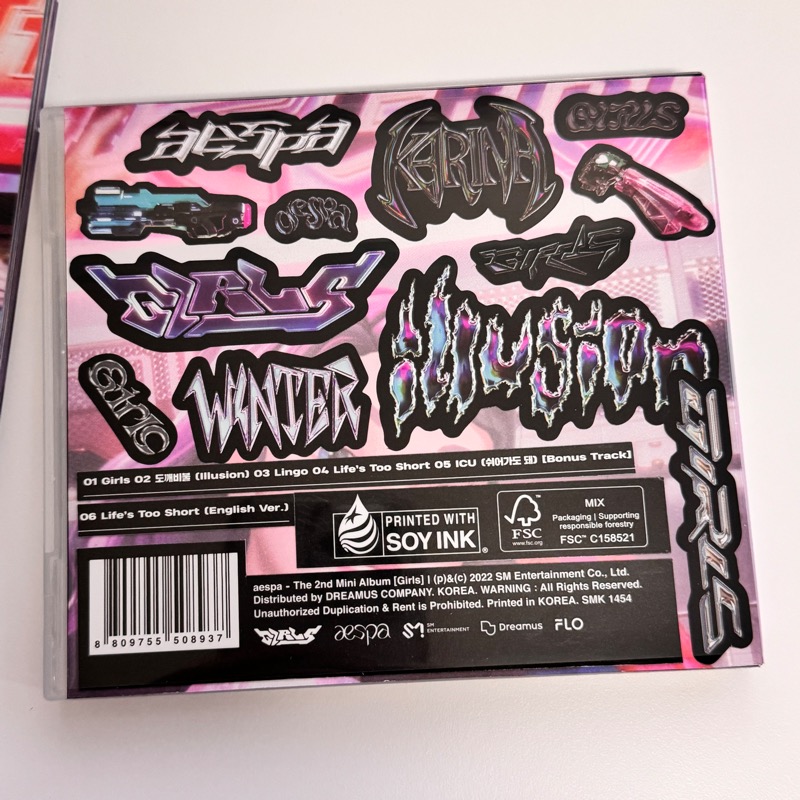 aespa
KARINA
GIRLS
aespa
GIRLS
GIRLS
illusion
Girls
WINTER
GIRLS
01 Girls 02 도깨비불 (Illusion) 03 Lingo 04 Life's Too Short 05 ICU (쉬어가도 돼) [Bonus Track]
06 Life's Too Short (English Ver.)
PRINTED WITH
SOY INK®
FSC
www.fsc.org
MIX
Packaging | Supporting
responsible forestry
FSC™ C158521
8 809755 508937
aespa - The 2nd Mini Album [Girls] I (p)&(c) 2022 SM Entertainment Co., Ltd.
Distributed by DREAMUS COMPANY. KOREA. WARNING : All Rights Reserved.
Unauthorized Duplication & Rent is Prohibited. Printed in KOREA. SMK 1454
GIRLS aespa SM ENTERTAINMENT Dreamus FLO